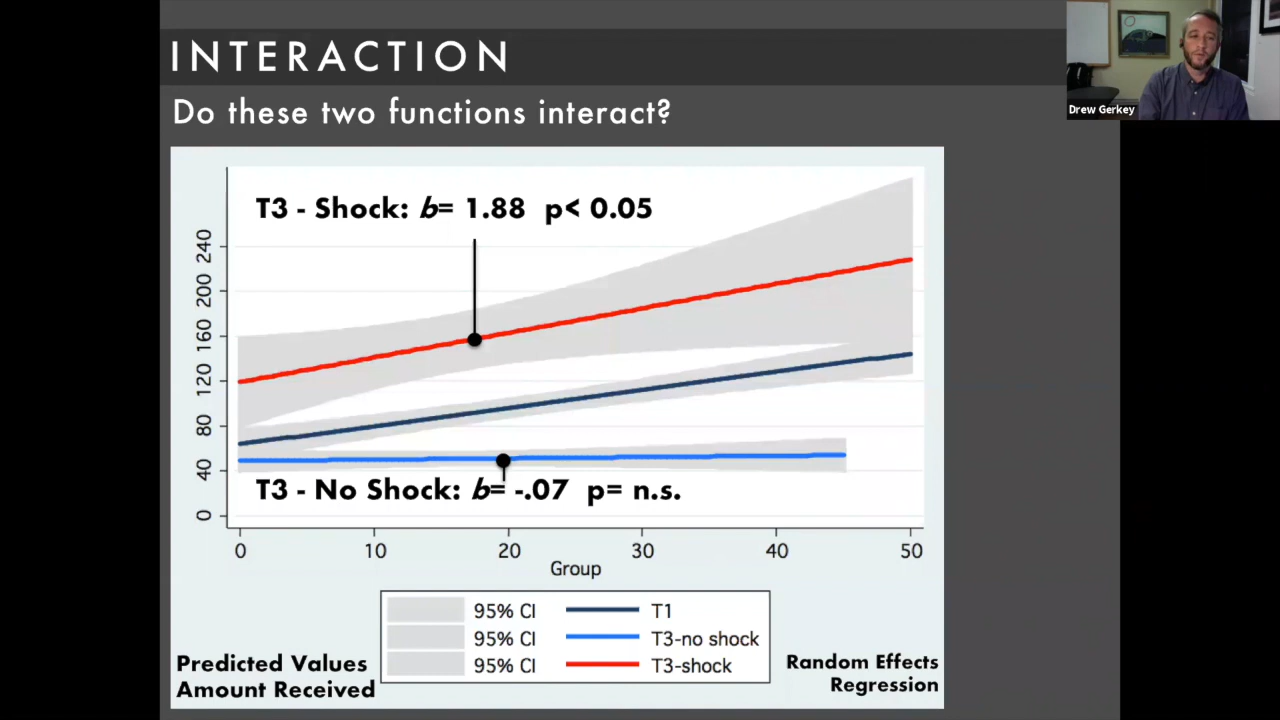 INTERACTION
Drew Gerkey
Do these two functions interact?
T3 - Shock: b= 1.88 p< 0.05
240
200
160
120
80
40
0
T3 - No Shock: b= -.07 p= n.s.
0 10 20 30 40 50
Group
95% CI T1
95% CI T3-no shock
95% CI T3-shock
Predicted Values
Amount Received
Random Effects
Regression